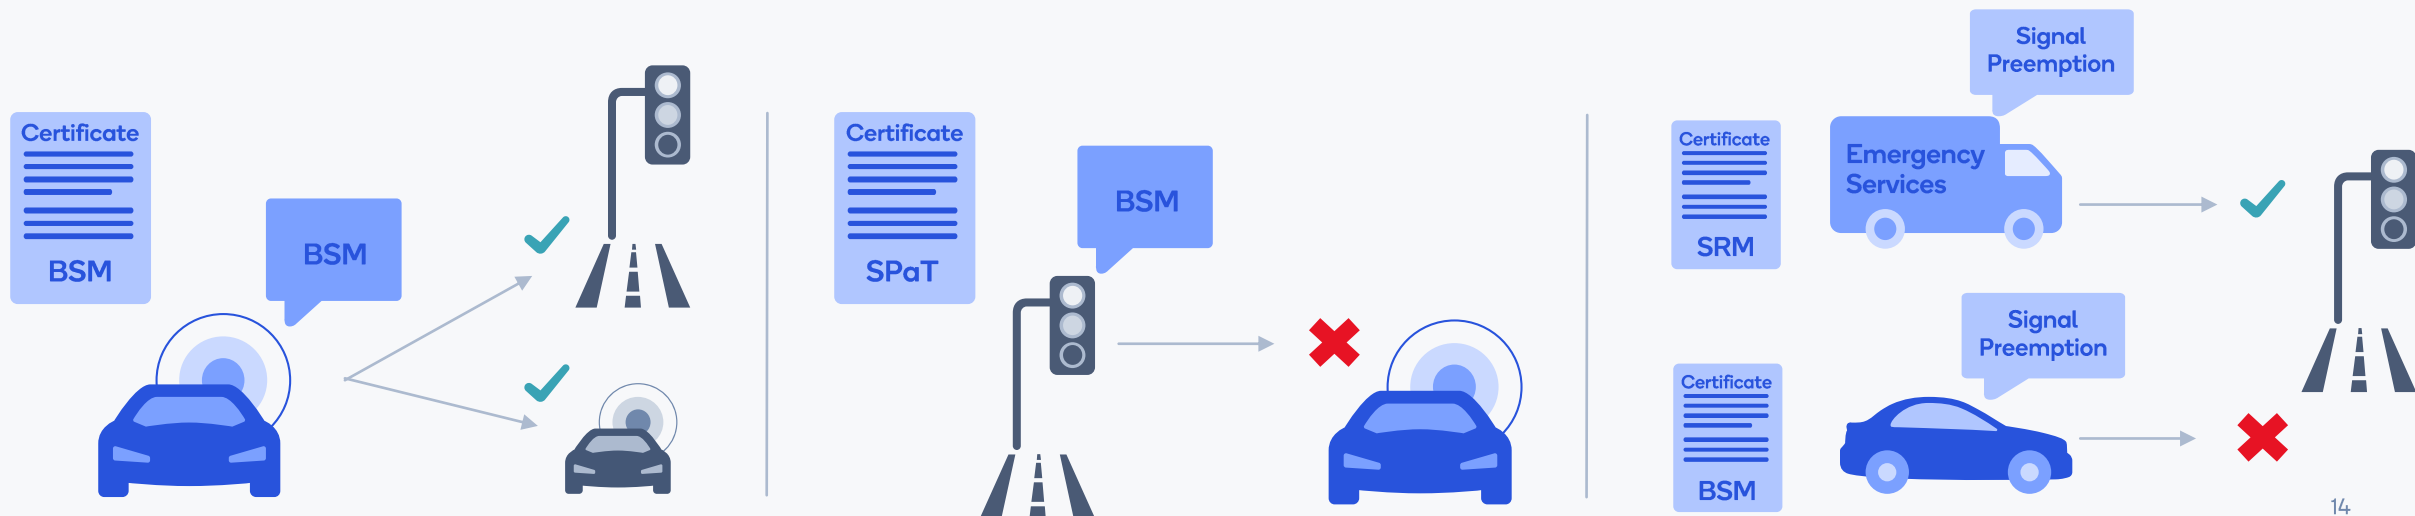 Certificate
BSM
BSM
Certificate
SPaT
BSM
Signal
Preemption
Certificate
SRM
Emergency
Services
Signal
Preemption
Certificate
BSM
14